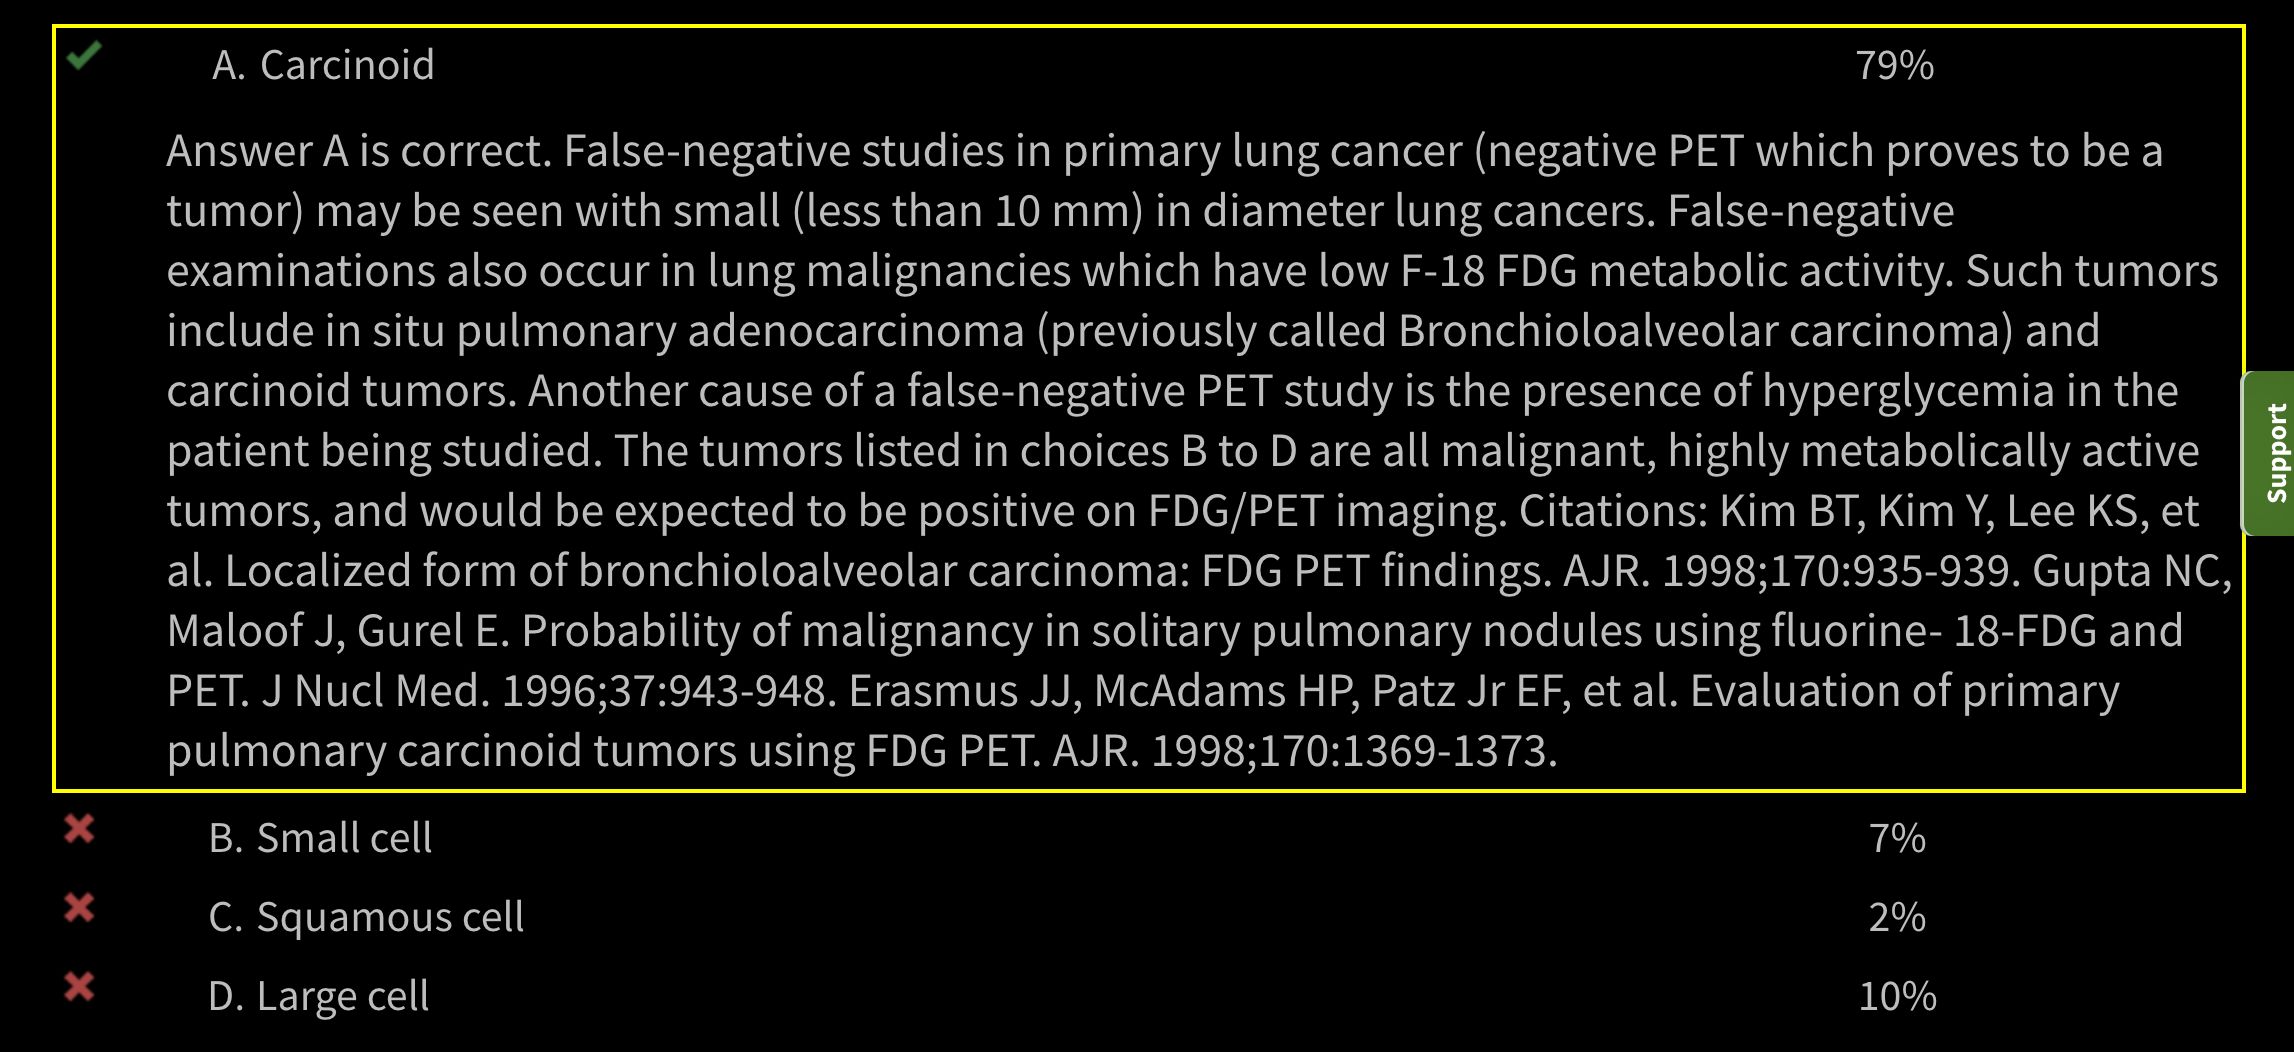 A. Carcinoid 79%
Answer A is correct. False-negative studies in primary lung cancer (negative PET which proves to be a
tumor) may be seen with small (less than 10 mm) in diameter lung cancers. False-negative
examinations also occur in lung malignancies which have low F-18 FDG metabolic activity. Such tumors
include in situ pulmonary adenocarcinoma (previously called Bronchioloalveolar carcinoma) and
carcinoid tumors. Another cause of a false-negative PET study is the presence of hyperglycemia in the
patient being studied. The tumors listed in choices B to D are all malignant, highly metabolically active
tumors, and would be expected to be positive on FDG/PET imaging. Citations: Kim BT, Kim Y, Lee KS, et
al. Localized form of bronchioloalveolar carcinoma: FDG PET findings. AJR. 1998;170:935-939. Gupta NC,
Maloof J, Gurel E. Probability of malignancy in solitary pulmonary nodules using fluorine- 18-FDG and
PET. J Nucl Med. 1996;37:943-948. Erasmus JJ, McAdams HP, Patz Jr EF, et al. Evaluation of primary
pulmonary carcinoid tumors using FDG PET. AJR. 1998;170:1369-1373.
B. Small cell 7%
C. Squamous cell 2%
D. Large cell 10%
Support